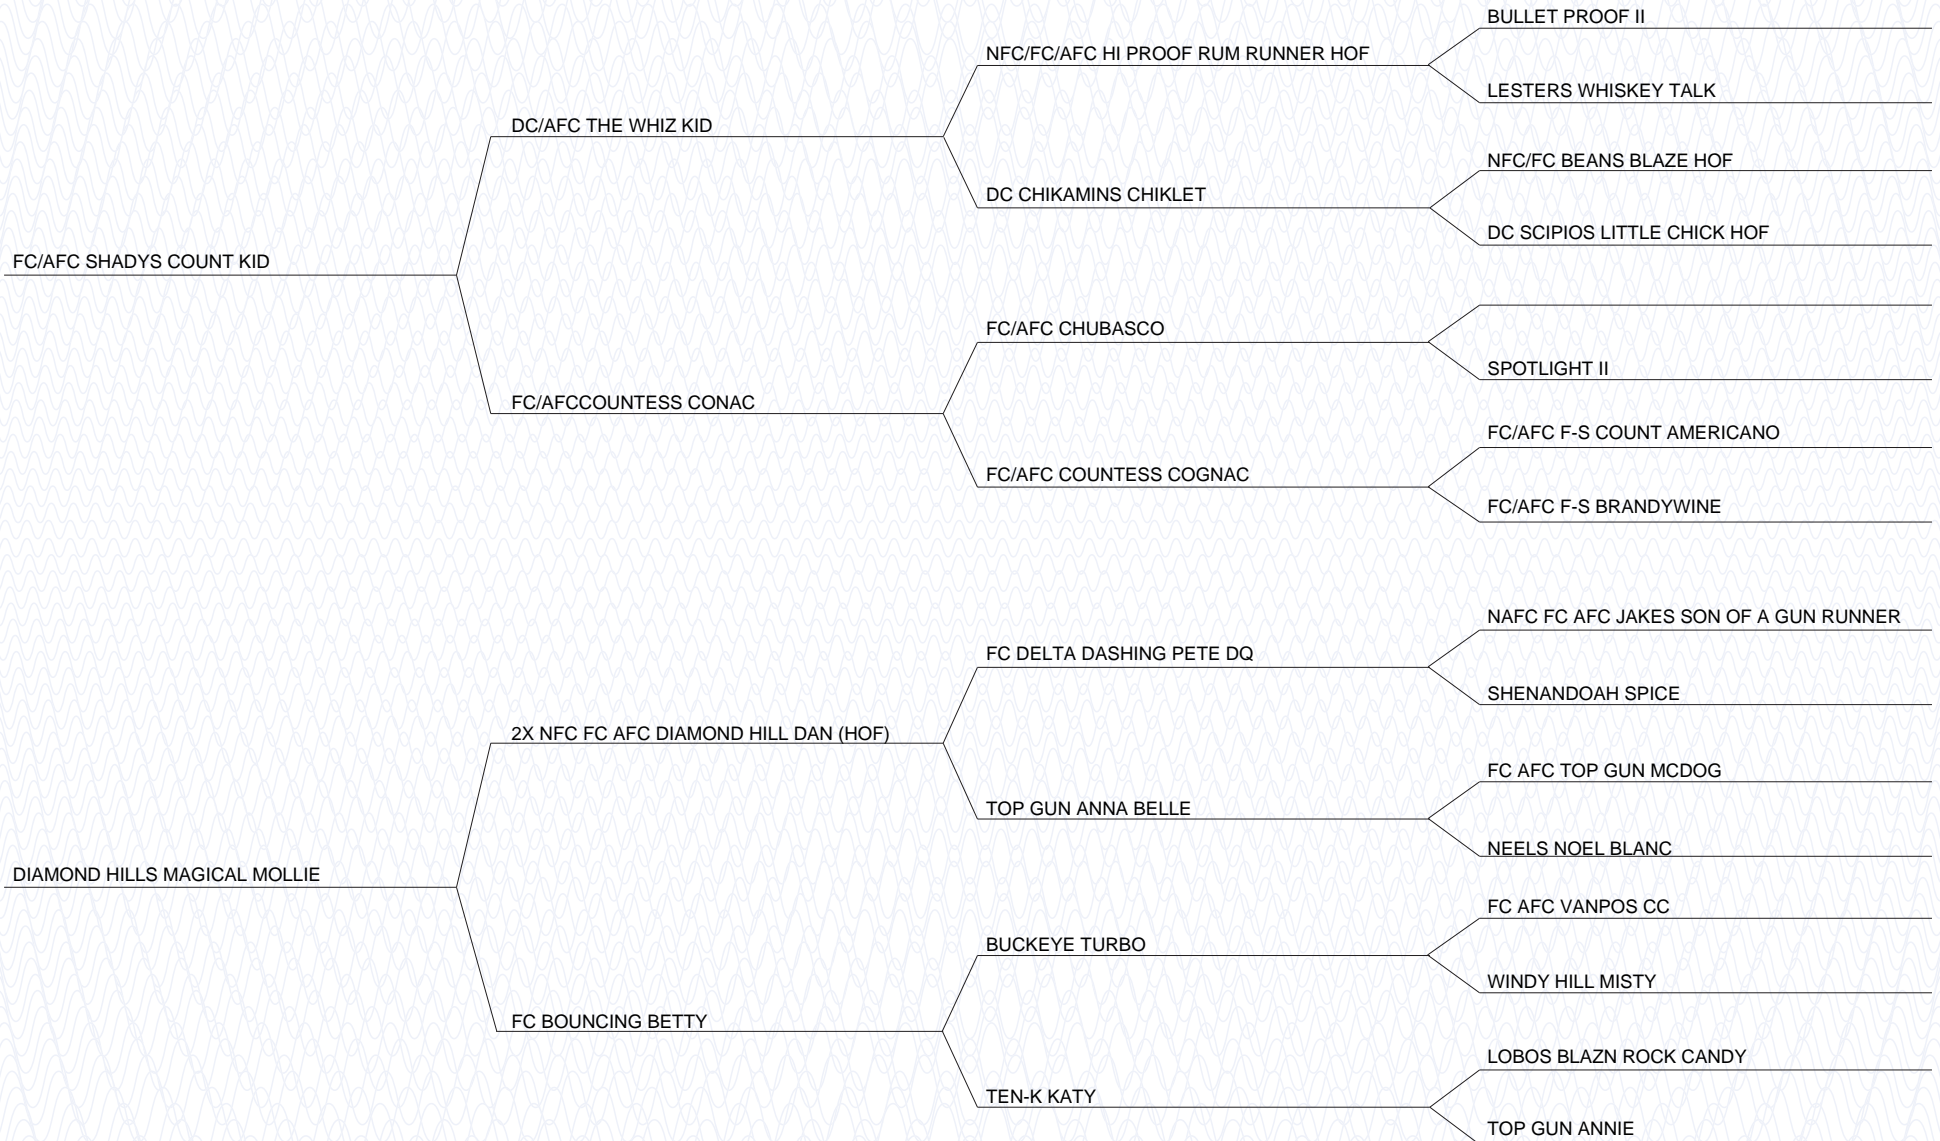 BULLET PROOF II
NFC/FC/AFC HI PROOF RUM RUNNER HOF
LESTERS WHISKEY TALK
DC/AFC THE WHIZ KID
NFC/FC BEANS BLAZE HOF
DC CHIKAMINS CHIKLET
DC SCIPIOS LITTLE CHICK HOF
FC/AFC SHADYS COUNT KID
FC/AFC CHUBASCO
SPOTLIGHT II
FC/AFCCOUNTESS CONAC
FC/AFC F-S COUNT AMERICANO
FC/AFC COUNTESS COGNAC
FC/AFC F-S BRANDYWINE
NAFC FC AFC JAKES SON OF A GUN RUNNER
FC DELTA DASHING PETE DQ
SHENANDOAH SPICE
2X NFC FC AFC DIAMOND HILL DAN (HOF)
FC AFC TOP GUN MCDOG
TOP GUN ANNA BELLE
NEELS NOEL BLANC
DIAMOND HILLS MAGICAL MOLLIE
FC AFC VANPOS CC
BUCKEYE TURBO
WINDY HILL MISTY
FC BOUNCING BETTY
LOBOS BLAZN ROCK CANDY
TEN-K KATY
TOP GUN ANNIE